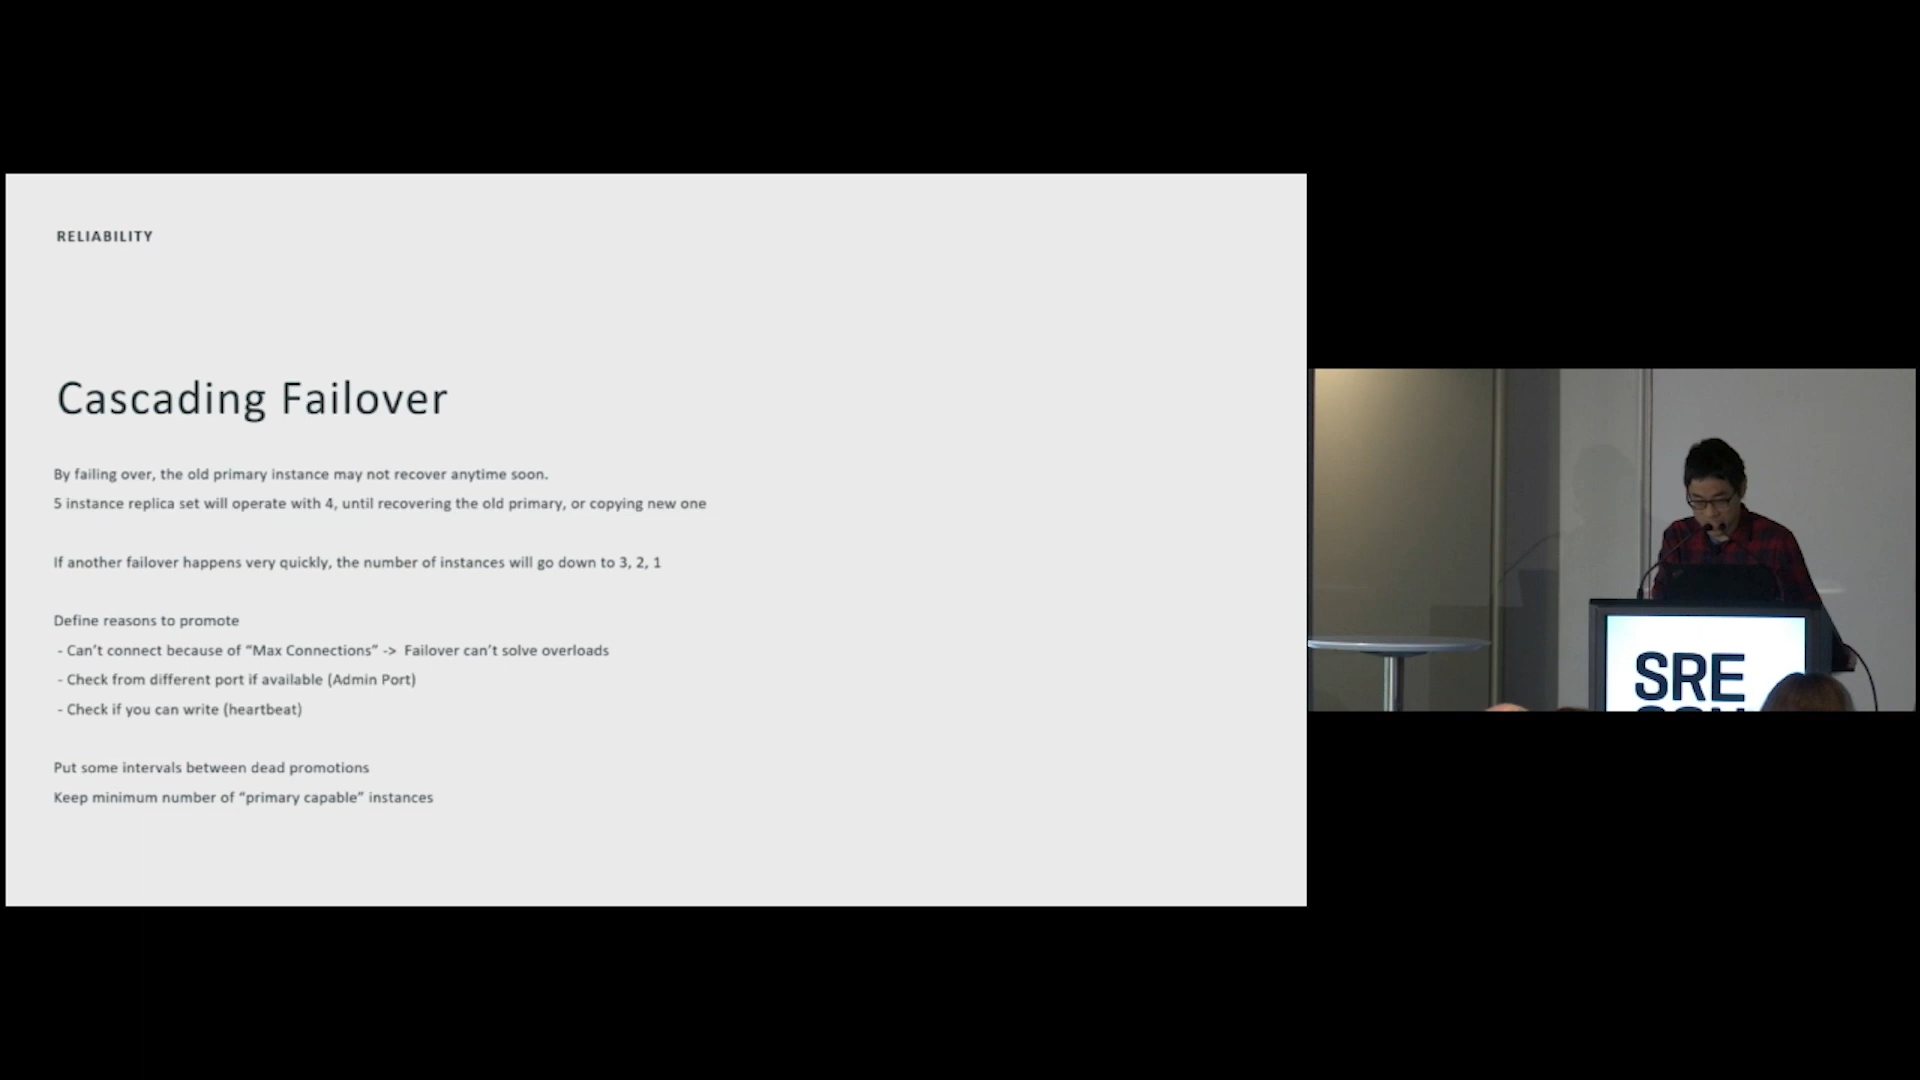 RELIABILITY
Cascading Failover
By failing over, the old primary instance may not recover anytime soon.
5 instance replica set will operate with 4, until recovering the old primary, or copying new one
If another failover happens very quickly, the number of instances will go down to 3, 2, 1
Define reasons to promote
- Can’t connect because of “Max Connections” -> Failover can’t solve overloads
- Check from different port if available (Admin Port)
- Check if you can write (heartbeat)
Put some intervals between dead promotions
Keep minimum number of “primary capable” instances
SRE